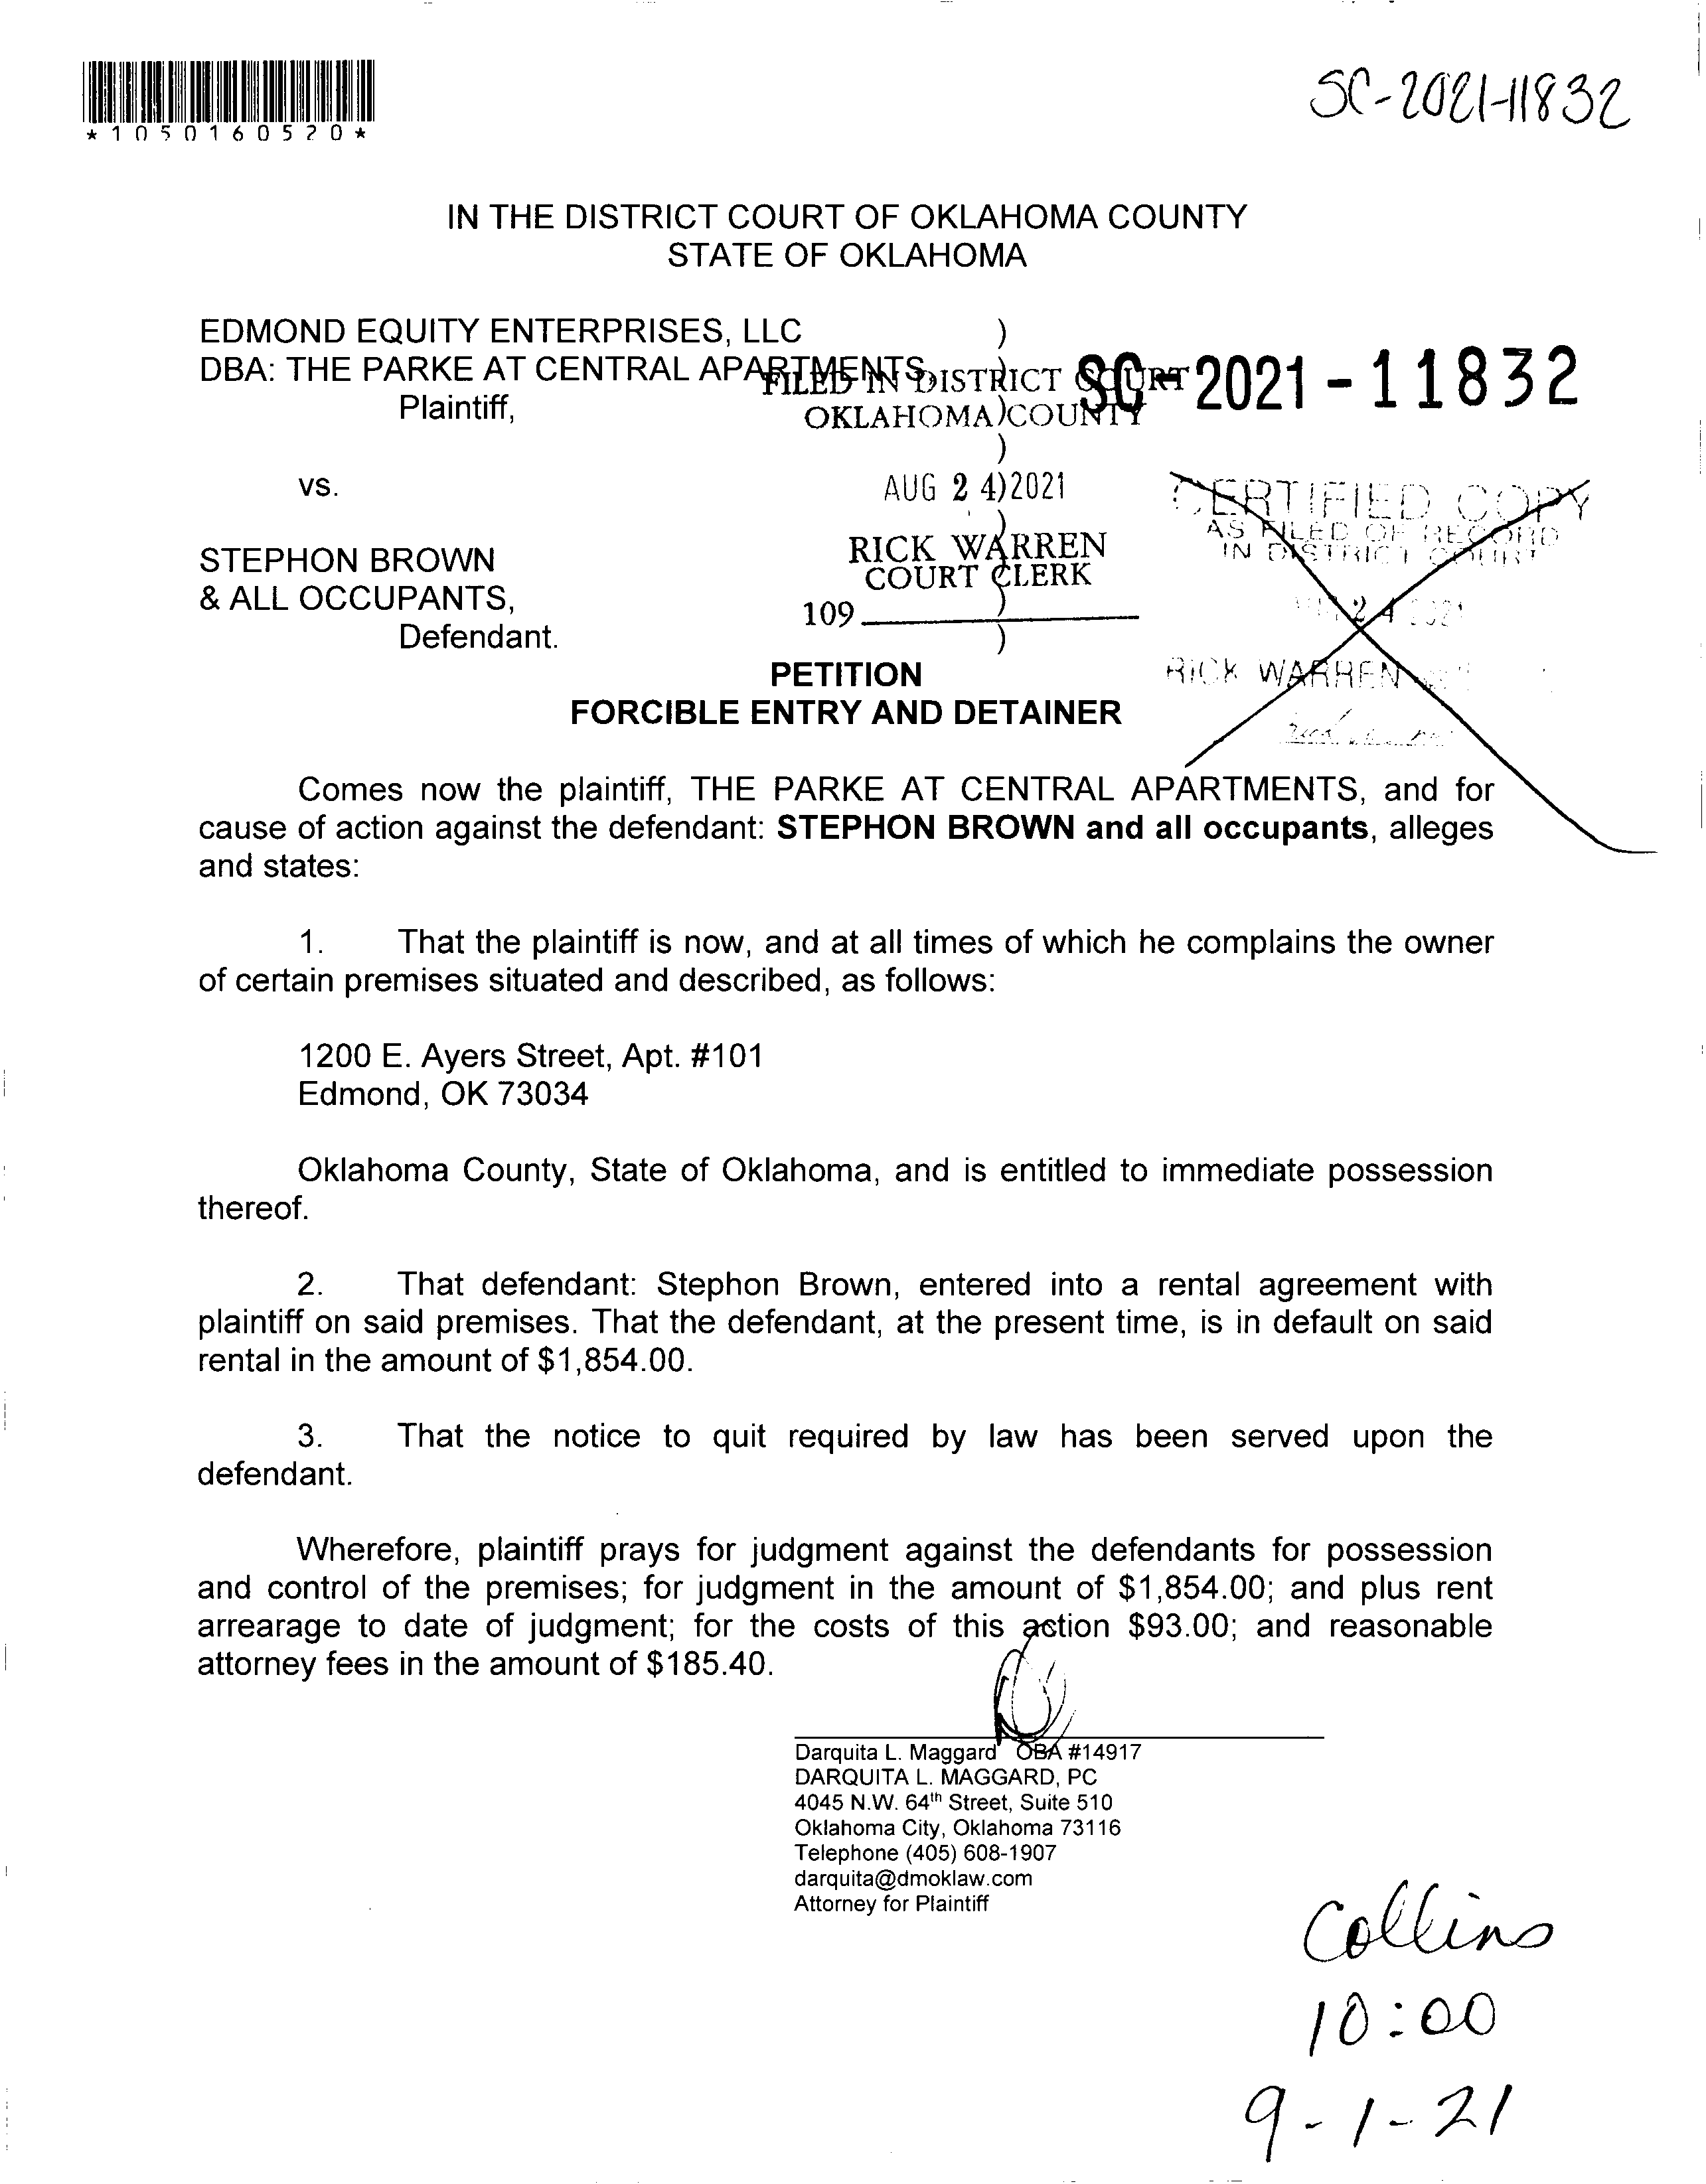 SC-2021-11832
*1050160520*
IN THE DISTRICT COURT OF OKLAHOMA COUNTY
STATE OF OKLAHOMA
EDMOND EQUITY ENTERPRISES, LLC )
DBA: THE PARKE AT CENTRAL APARTMENTS, )
Plaintiff, )
FILED IN DISTRICT COURT
OKLAHOMA COUNTY
SC-2021-11832
)
vs. )
AUG 24 2021
CERTIFIED COPY
AS FILED OF RECORD
IN DISTRICT COURT
)
RICK WARREN
COURT CLERK
STEPHON BROWN
& ALL OCCUPANTS, )
109
24 2021
Defendant. )
RICK WARREN
PETITION
FORCIBLE ENTRY AND DETAINER
Comes now the plaintiff, THE PARKE AT CENTRAL APARTMENTS, and for
cause of action against the defendant: STEPHON BROWN and all occupants, alleges
and states:
1. That the plaintiff is now, and at all times of which he complains the owner
of certain premises situated and described, as follows:
1200 E. Ayers Street, Apt. #101
Edmond, OK 73034
Oklahoma County, State of Oklahoma, and is entitled to immediate possession
thereof.
2. That defendant: Stephon Brown, entered into a rental agreement with
plaintiff on said premises. That the defendant, at the present time, is in default on said
rental in the amount of $1,854.00.
3. That the notice to quit required by law has been served upon the
defendant.
Wherefore, plaintiff prays for judgment against the defendants for possession
and control of the premises; for judgment in the amount of $1,854.00; and plus rent
arrearage to date of judgment; for the costs of this action $93.00; and reasonable
attorney fees in the amount of $185.40.
Darquita L. Maggard OBA #14917
DARQUITA L. MAGGARD, PC
4045 N.W. 64th Street, Suite 510
Oklahoma City, Oklahoma 73116
Telephone (405) 608-1907
darquita@dmoklaw.com
Attorney for Plaintiff
Collins
10:00
9-1-21